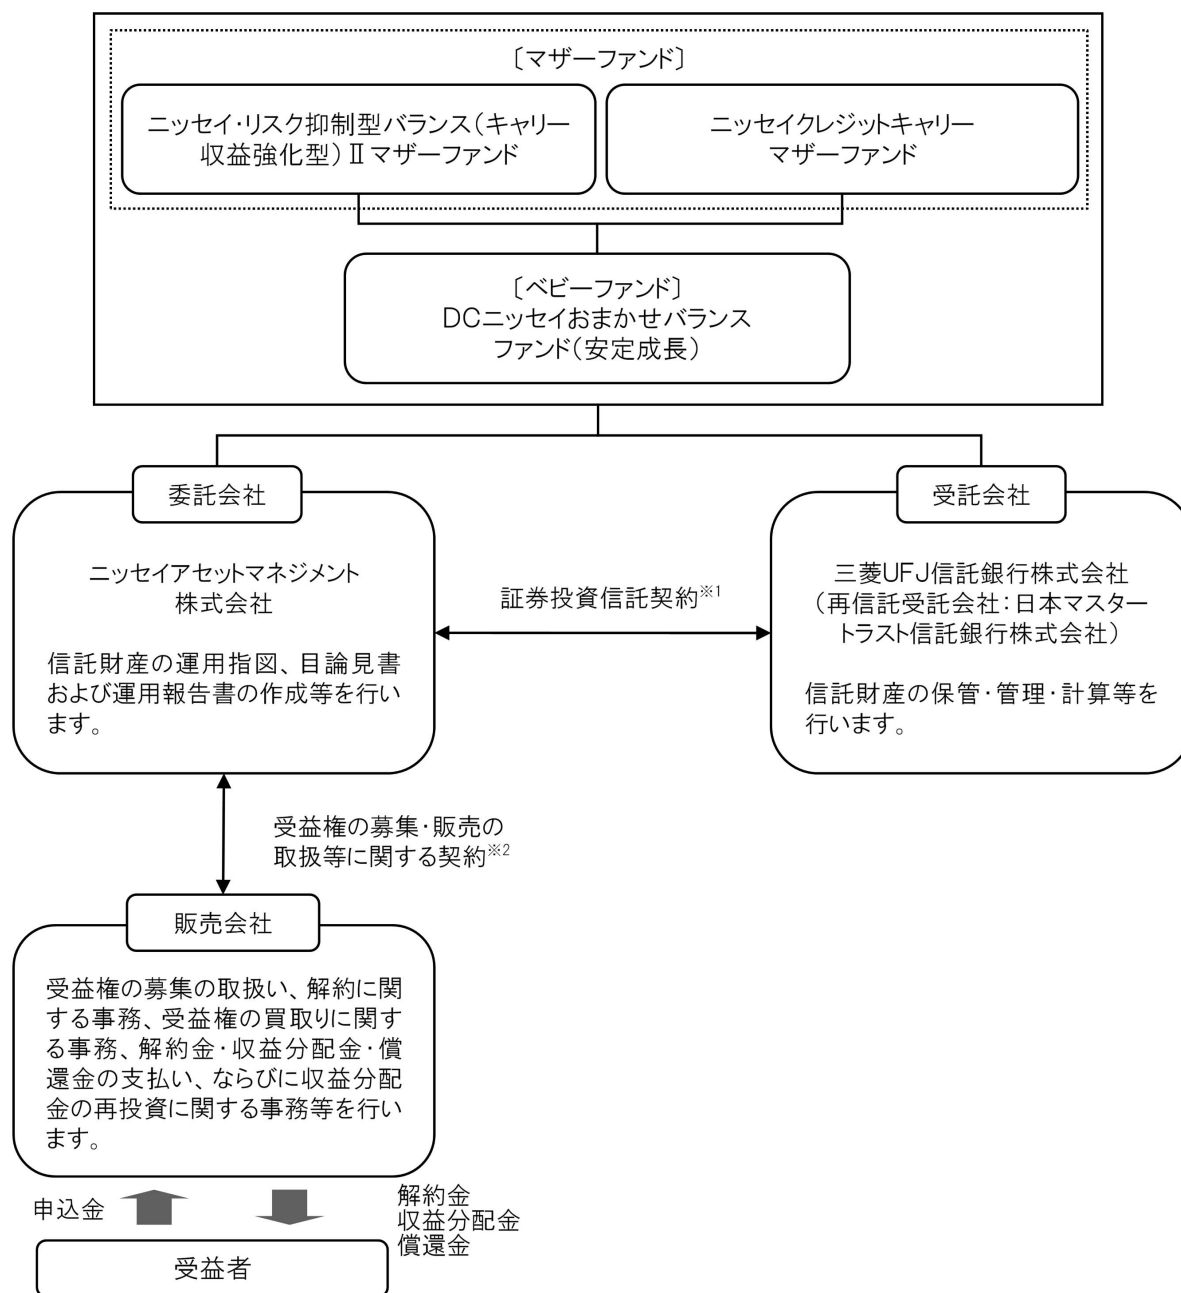 〔マザーファンド〕
ニッセイ・リスク抑制型バランス(キャリー
収益強化型)Ⅱマザーファンド
ニッセイクレジットキャリー
マザーファンド
〔ベビーファンド〕
DCニッセイおまかせバランス
ファンド(安定成長)
委託会社
ニッセイアセットマネジメント
株式会社
信託財産の運用指図、目論見書
および運用報告書の作成等を行い
ます。
証券投資信託契約※1
受託会社
三菱UFJ信託銀行株式会社
(再信託受託会社:日本マスター
トラスト信託銀行株式会社)
信託財産の保管・管理・計算等を
行います。
受益権の募集・販売の
取扱等に関する契約※2
販売会社
受益権の募集の取扱い、解約に関
する事務、受益権の買取りに関す
る事務、解約金・収益分配金・償
還金の支払い、ならびに収益分配
金の再投資に関する事務等を行い
ます。
申込金
解約金
収益分配金
償還金
受益者